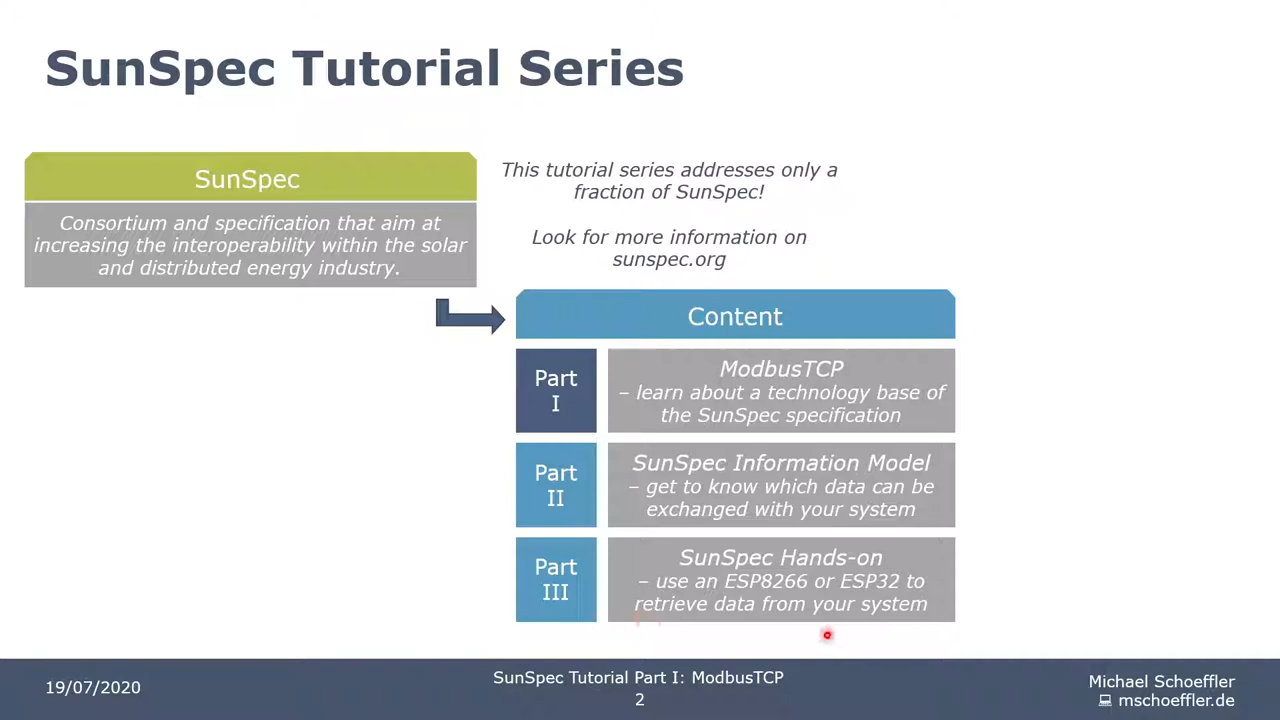 SunSpec Tutorial Series
SunSpec
Consortium and specification that aim at
increasing the interoperability within the solar
and distributed energy industry.
This tutorial series addresses only a
fraction of SunSpec!
Look for more information on
sunspec.org
Content
Part
I
ModbusTCP
– learn about a technology base of
the SunSpec specification
Part
II
SunSpec Information Model
– get to know which data can be
exchanged with your system
Part
III
SunSpec Hands-on
– use an ESP8266 or ESP32 to
retrieve data from your system
19/07/2020
SunSpec Tutorial Part I: ModbusTCP
2
Michael Schoeffler
mschoeffler.de